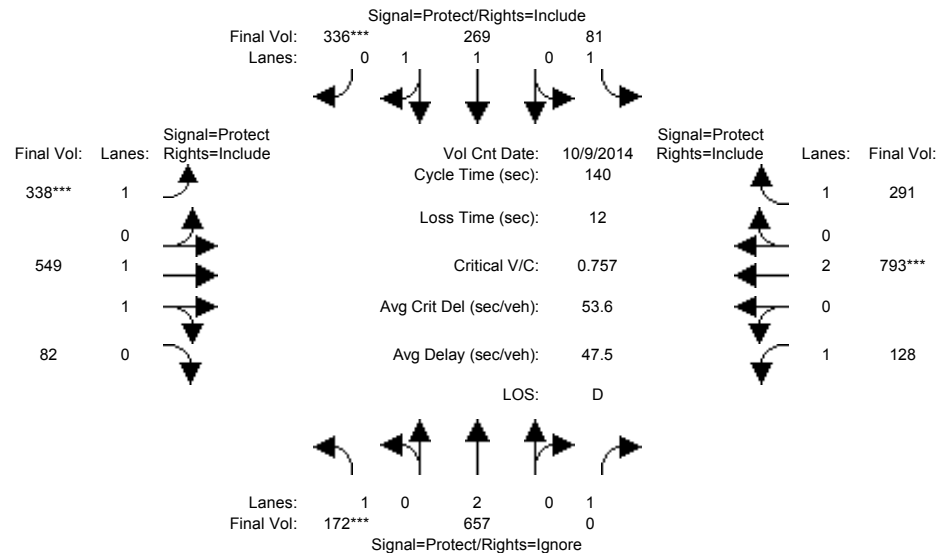 Signal=Protect/Rights=Include
Final Vol: 336*** 269 81
Lanes: 0 1 1 0 1
Signal=Protect Signal=Protect
Final Vol: Lanes: Rights=Include Vol Cnt Date: 10/9/2014 Rights=Include Lanes: Final Vol:
Cycle Time (sec): 140
338*** 1 1 291
Loss Time (sec): 12
0 0
549 1 Critical V/C: 0.757 2 793***
1 Avg Crit Del (sec/veh): 53.6 0
82 0 Avg Delay (sec/veh): 47.5 1 128
LOS: D
Lanes: 1 0 2 0 1
Final Vol: 172*** 657 0
Signal=Protect/Rights=Ignore